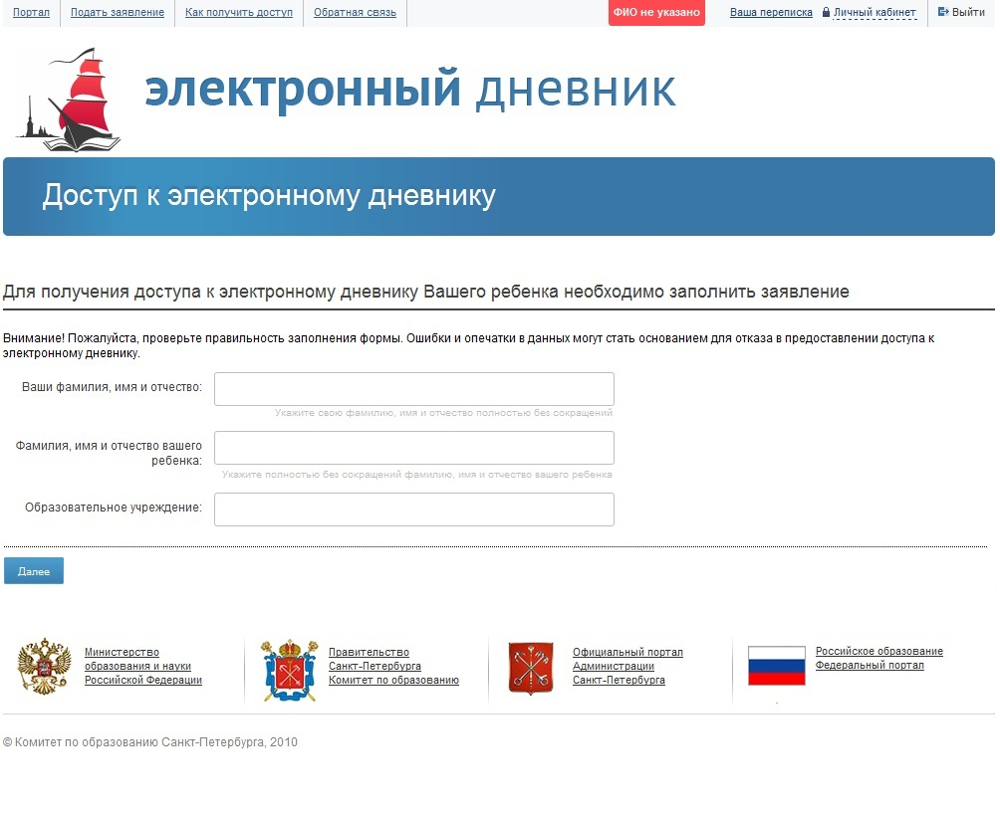 Портал Подать заявление Как получить доступ Обратная связь ФИО не указано Ваша переписка Личный кабинет Выйти
электронный дневник
Доступ к электронному дневнику
Для получения доступа к электронному дневнику Вашего ребенка необходимо заполнить заявление
Внимание! Пожалуйста, проверьте правильность заполнения формы. Ошибки и опечатки в данных могут стать основанием для отказа в предоставлении доступа к
электронному дневнику.
Ваши фамилия, имя и отчество:
Укажите свою фамилию, имя и отчество полностью без сокращений
Фамилия, имя и отчество вашего
ребенка:
Укажите полностью без сокращений фамилию, имя и отчество вашего ребенка
Образовательное учреждение:
Далее
Министерство
образования и науки
Российской Федерации
Правительство
Санкт-Петербурга
Комитет по образованию
Официальный портал
Администрации
Санкт-Петербурга
Российское образование
Федеральный портал
© Комитет по образованию Санкт-Петербурга, 2010